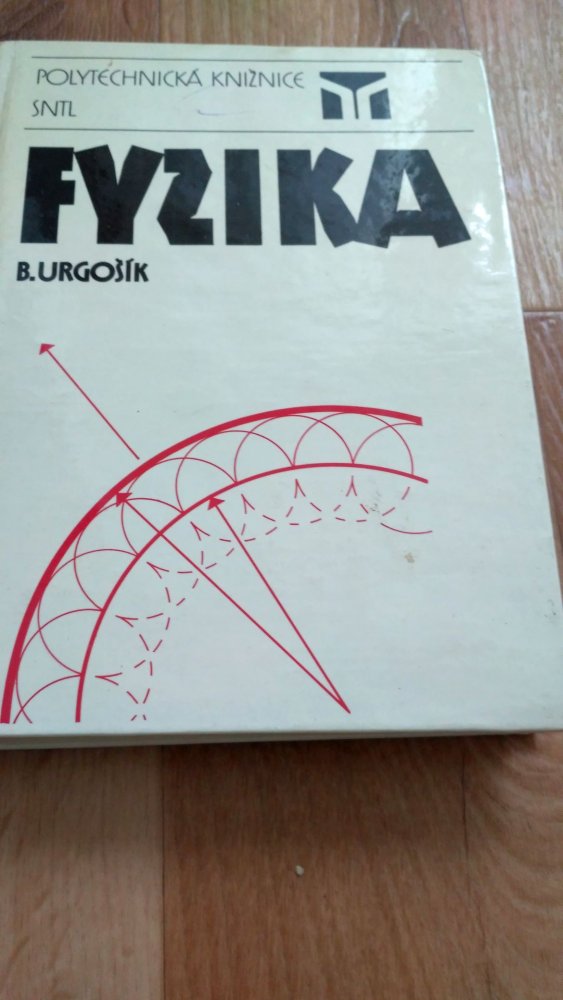 POLYTECHNICKÁ KNIŽNICE
SNTL
FYZIKA
B.URGOŠÍK